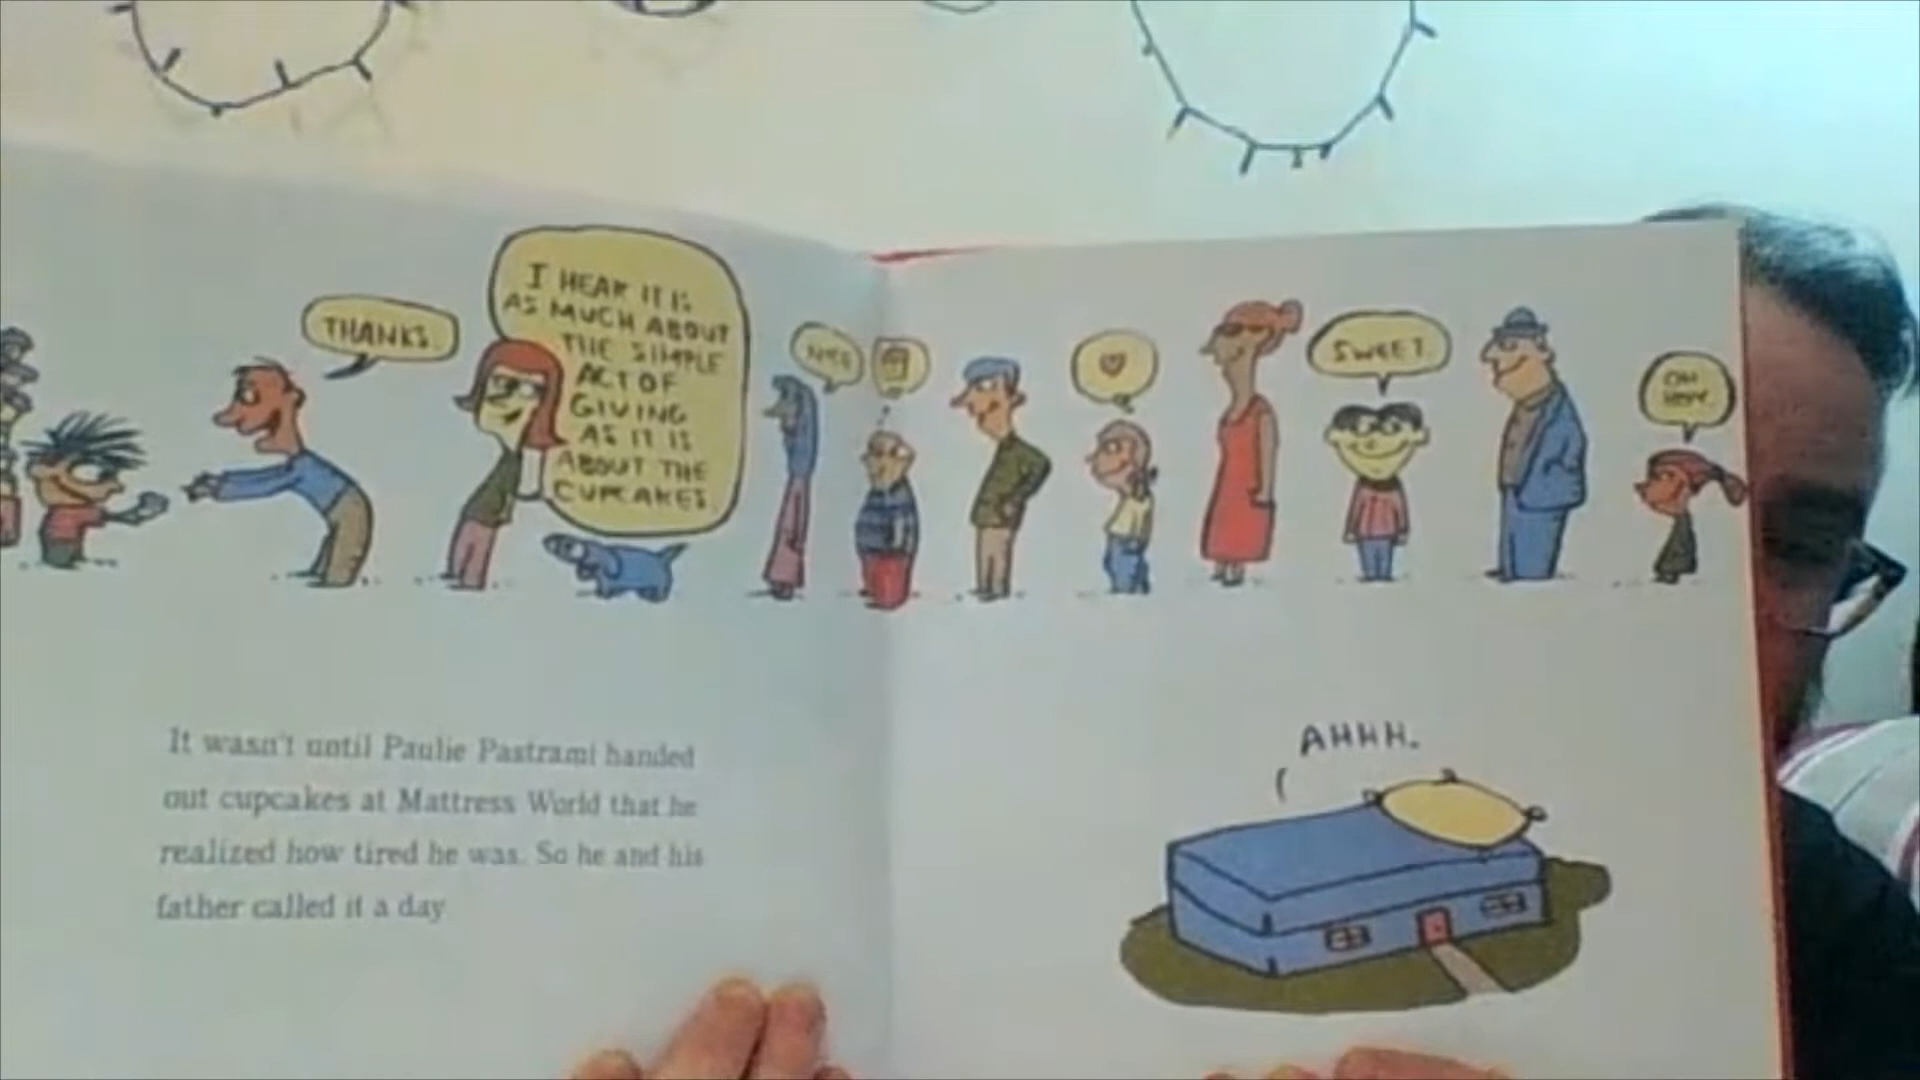 THANKS.
I HEAR IT IS
AS MUCH ABOUT
THE SIMPLE
ACT OF
GIVING
AS IT IS
ABOUT THE
CUPCAKES.
SWEET.
It wasn't until Paulie Pastrami handed
out cupcakes at Mattress World that he
realized how tired he was. So he and his
father called it a day.
AHHH.